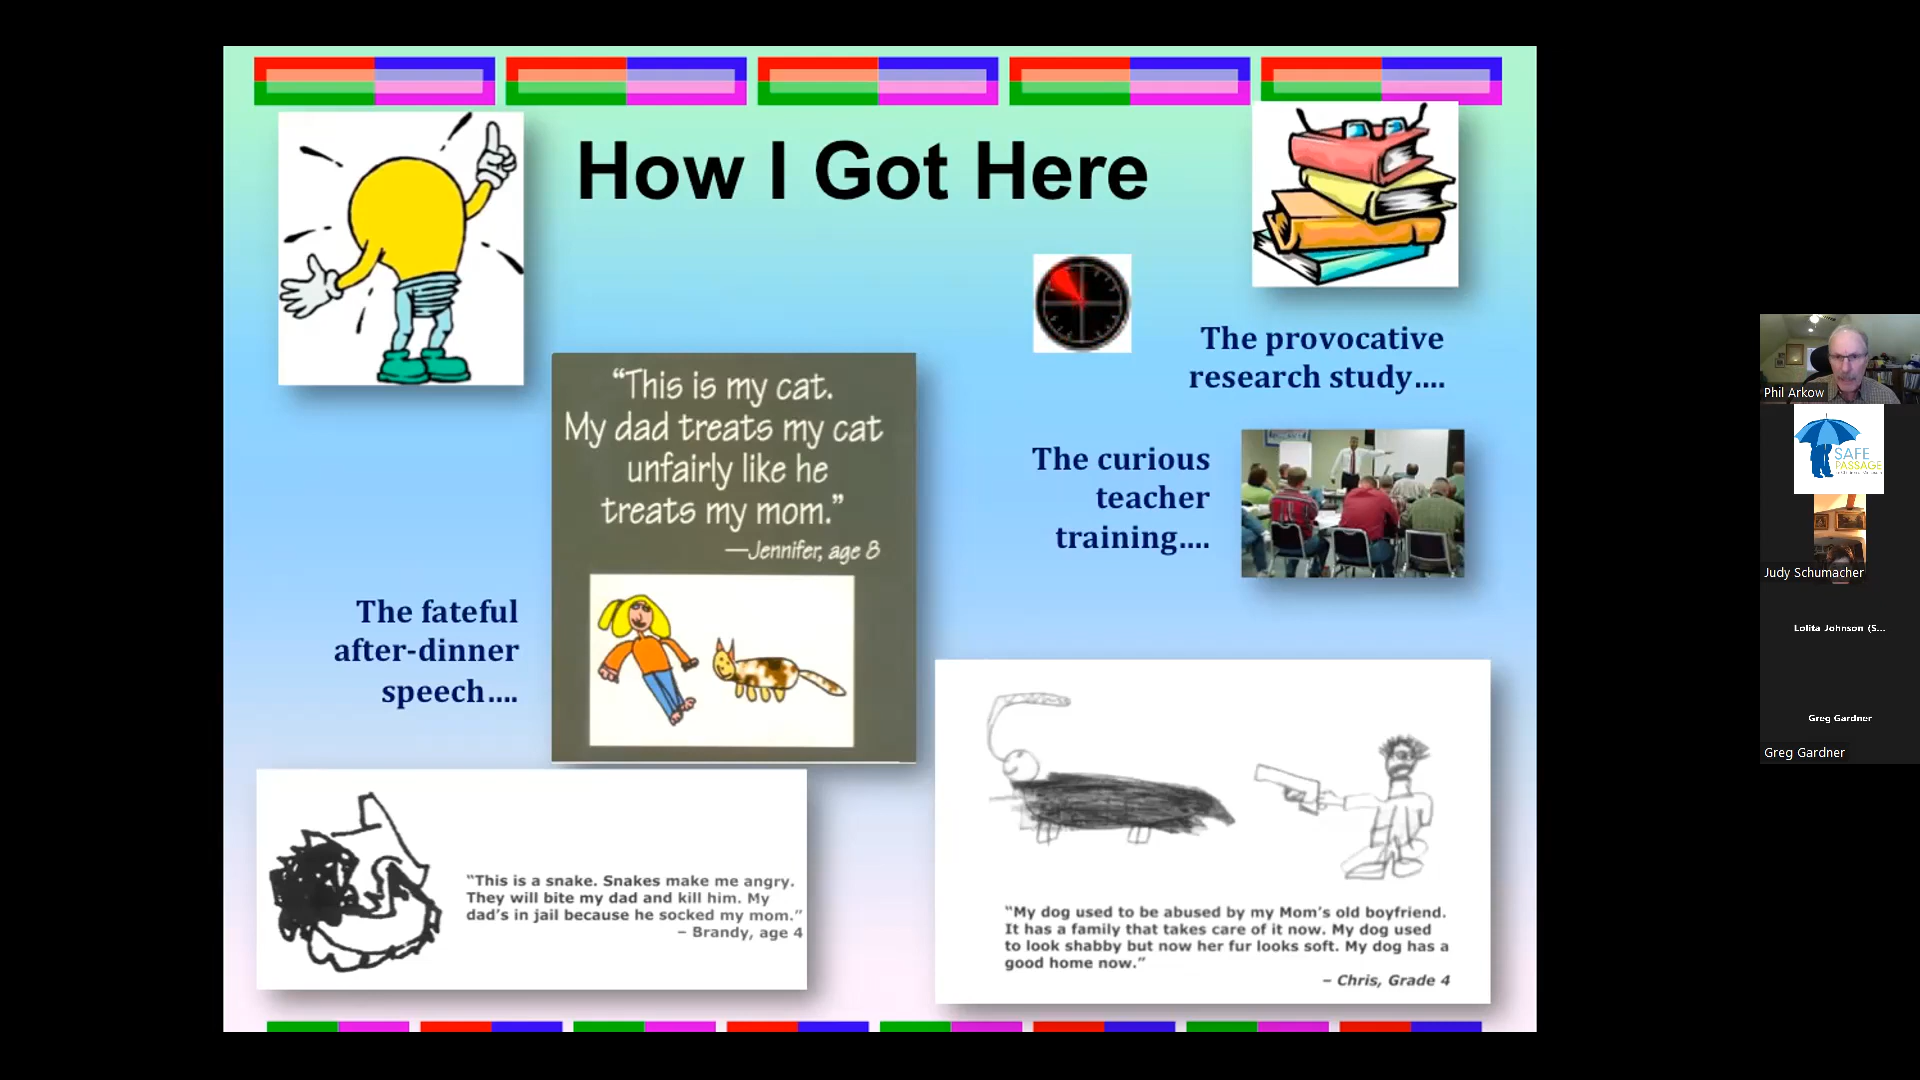 How I Got Here
The provocative
research study....
The curious
teacher
training....
"This is my cat.
My dad treats my cat
unfairly like he
treats my mom."
—Jennifer, age 8
The fateful
after-dinner
speech....
"This is a snake. Snakes make me angry.
They will bite my dad and kill him. My
dad's in jail because he socked my mom."
– Brandy, age 4
"My dog used to be abused by my Mom's old boyfriend.
It has a family that takes care of it now. My dog used
to look shabby but now her fur looks soft. My dog has a
good home now."
– Chris, Grade 4
Phil Arkow
SAFE
PASSAGE
Judy Schumacher
Lolita Johnson (S...
Greg Gardner
Greg Gardner